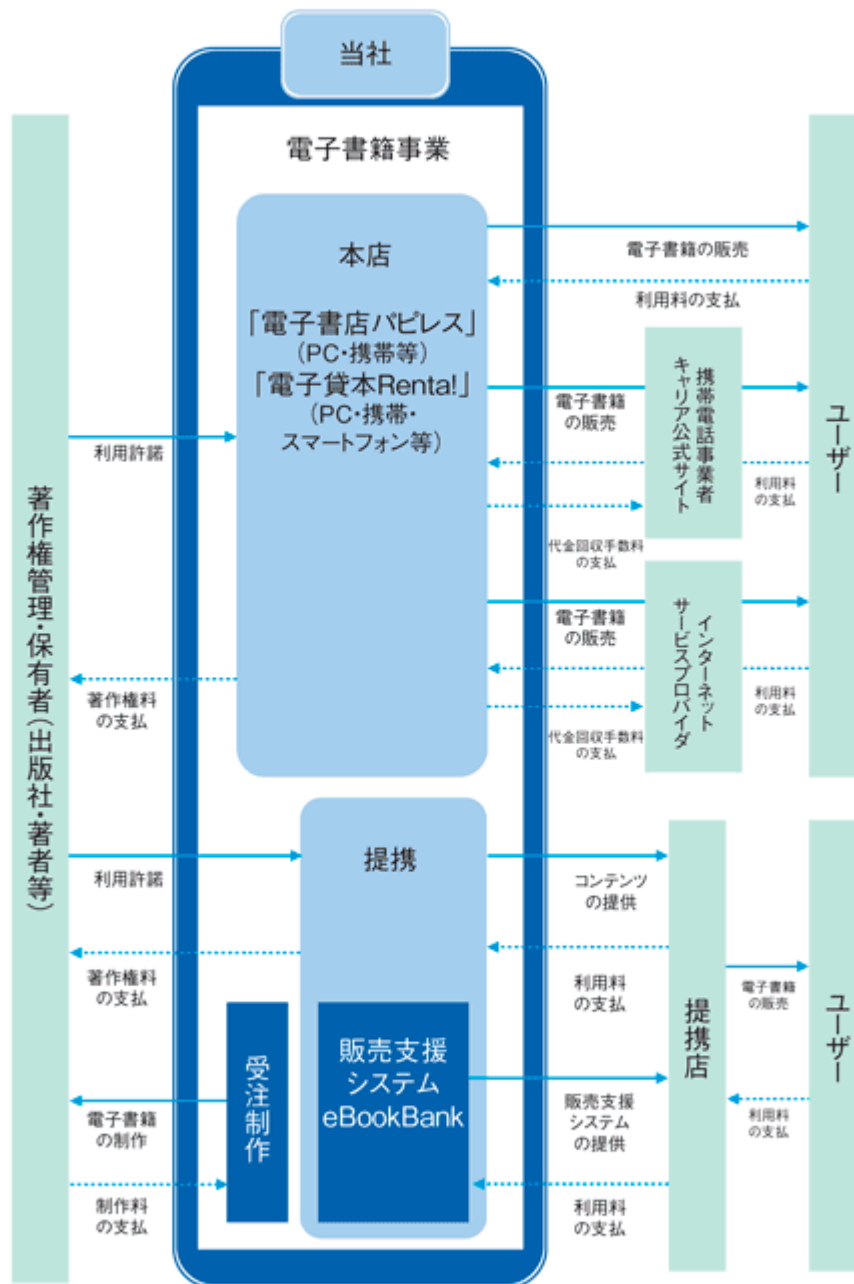 当社
電子書籍事業
本店
「電子書店パピレス」
(PC・携帯等)
「電子貸本Renta!」
(PC・携帯・
スマートフォン等)
電子書籍の販売
利用料の支払
電子書籍
の販売
携帯電話事業者
キャリア公式サイト
利用料
の支払
代金回収手数料
の支払
電子書籍
の販売
インターネット
サービスプロバイダ
利用料
の支払
代金回収手数料
の支払
ユーザー
利用許諾
著作権料
の支払
著作権管理・保有者(出版社・著者等)
提携
利用許諾
著作権料
の支払
コンテンツ
の提供
利用料
の支払
受注制作
販売支援
システム
eBookBank
電子書籍
の制作
制作料
の支払
販売支援
システム
の提供
利用料
の支払
提携店
電子書籍
の販売
利用料
の支払
ユーザー